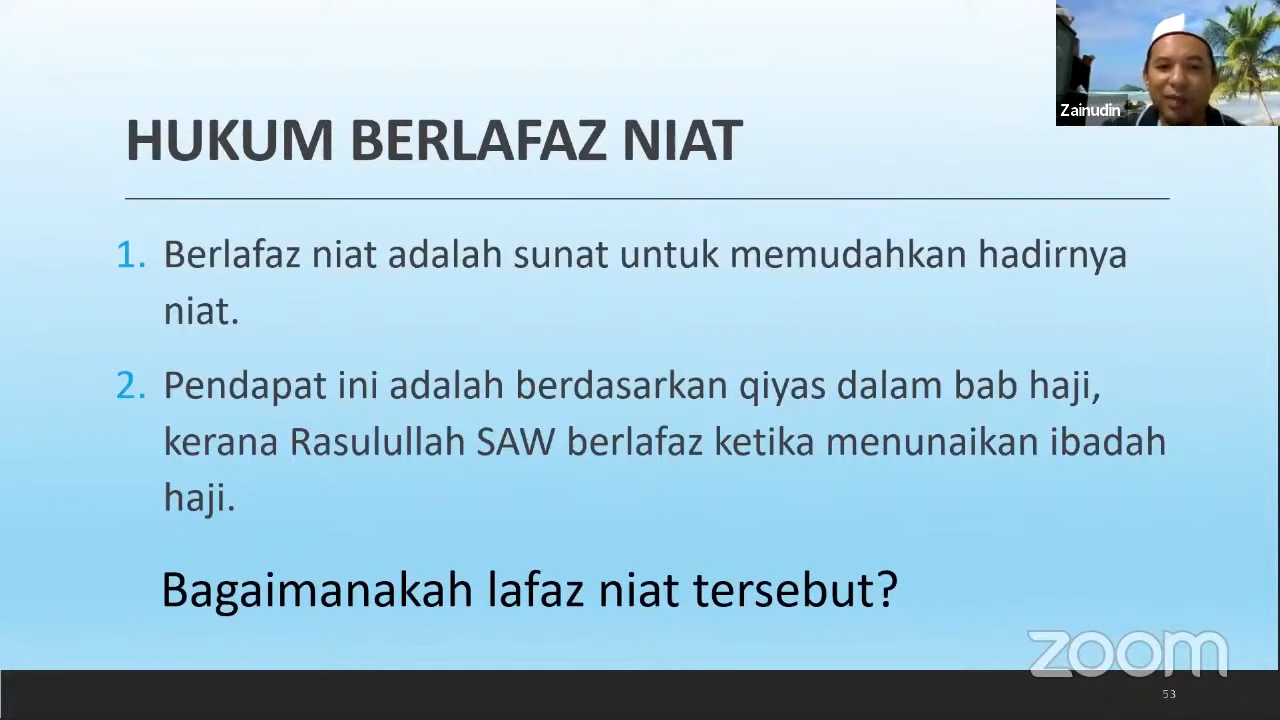 Zainudin
HUKUM BERLAFAZ NIAT
1. Berlafaz niat adalah sunat untuk memudahkan hadirnya
niat.
2. Pendapat ini adalah berdasarkan qiyas dalam bab haji,
kerana Rasulullah SAW berlafaz ketika menunaikan ibadah
haji.
Bagaimanakah lafaz niat tersebut?
zoom
53